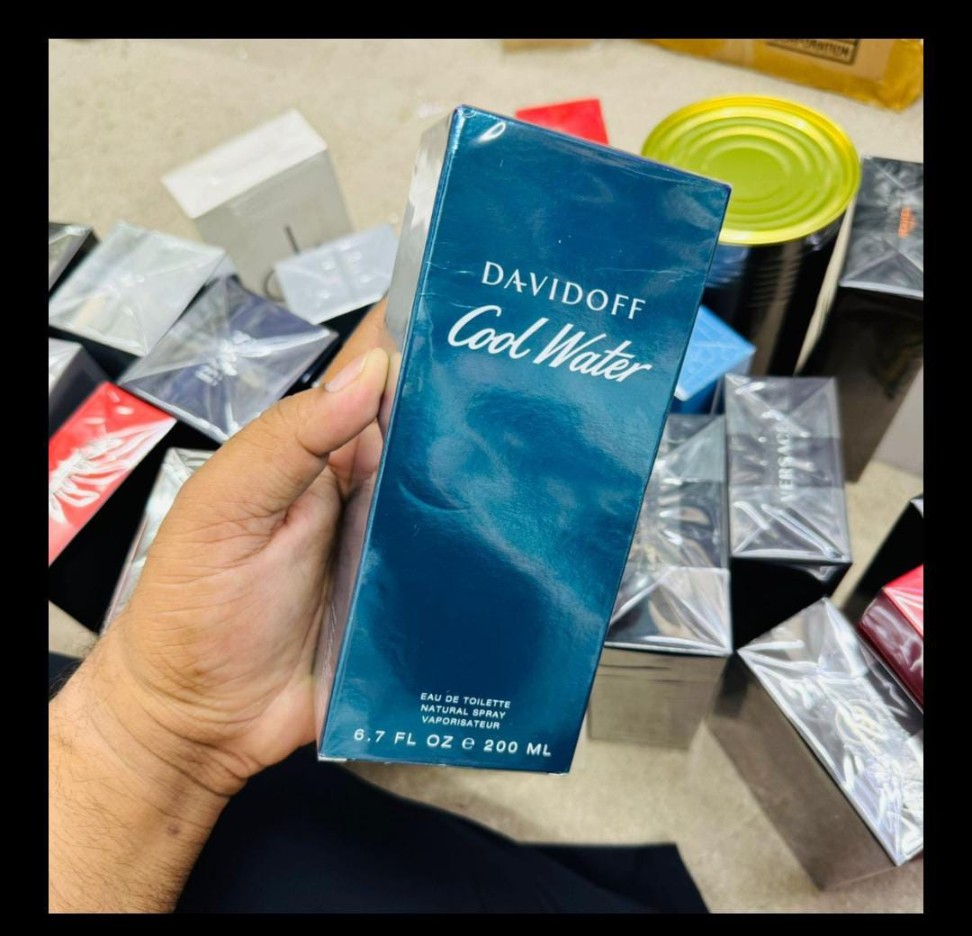 DAVIDOFF
Cool Water
EAU DE TOILETTE
NATURAL SPRAY
VAPORISATEUR
6.7 FL OZ e 200 ML
VERSACE